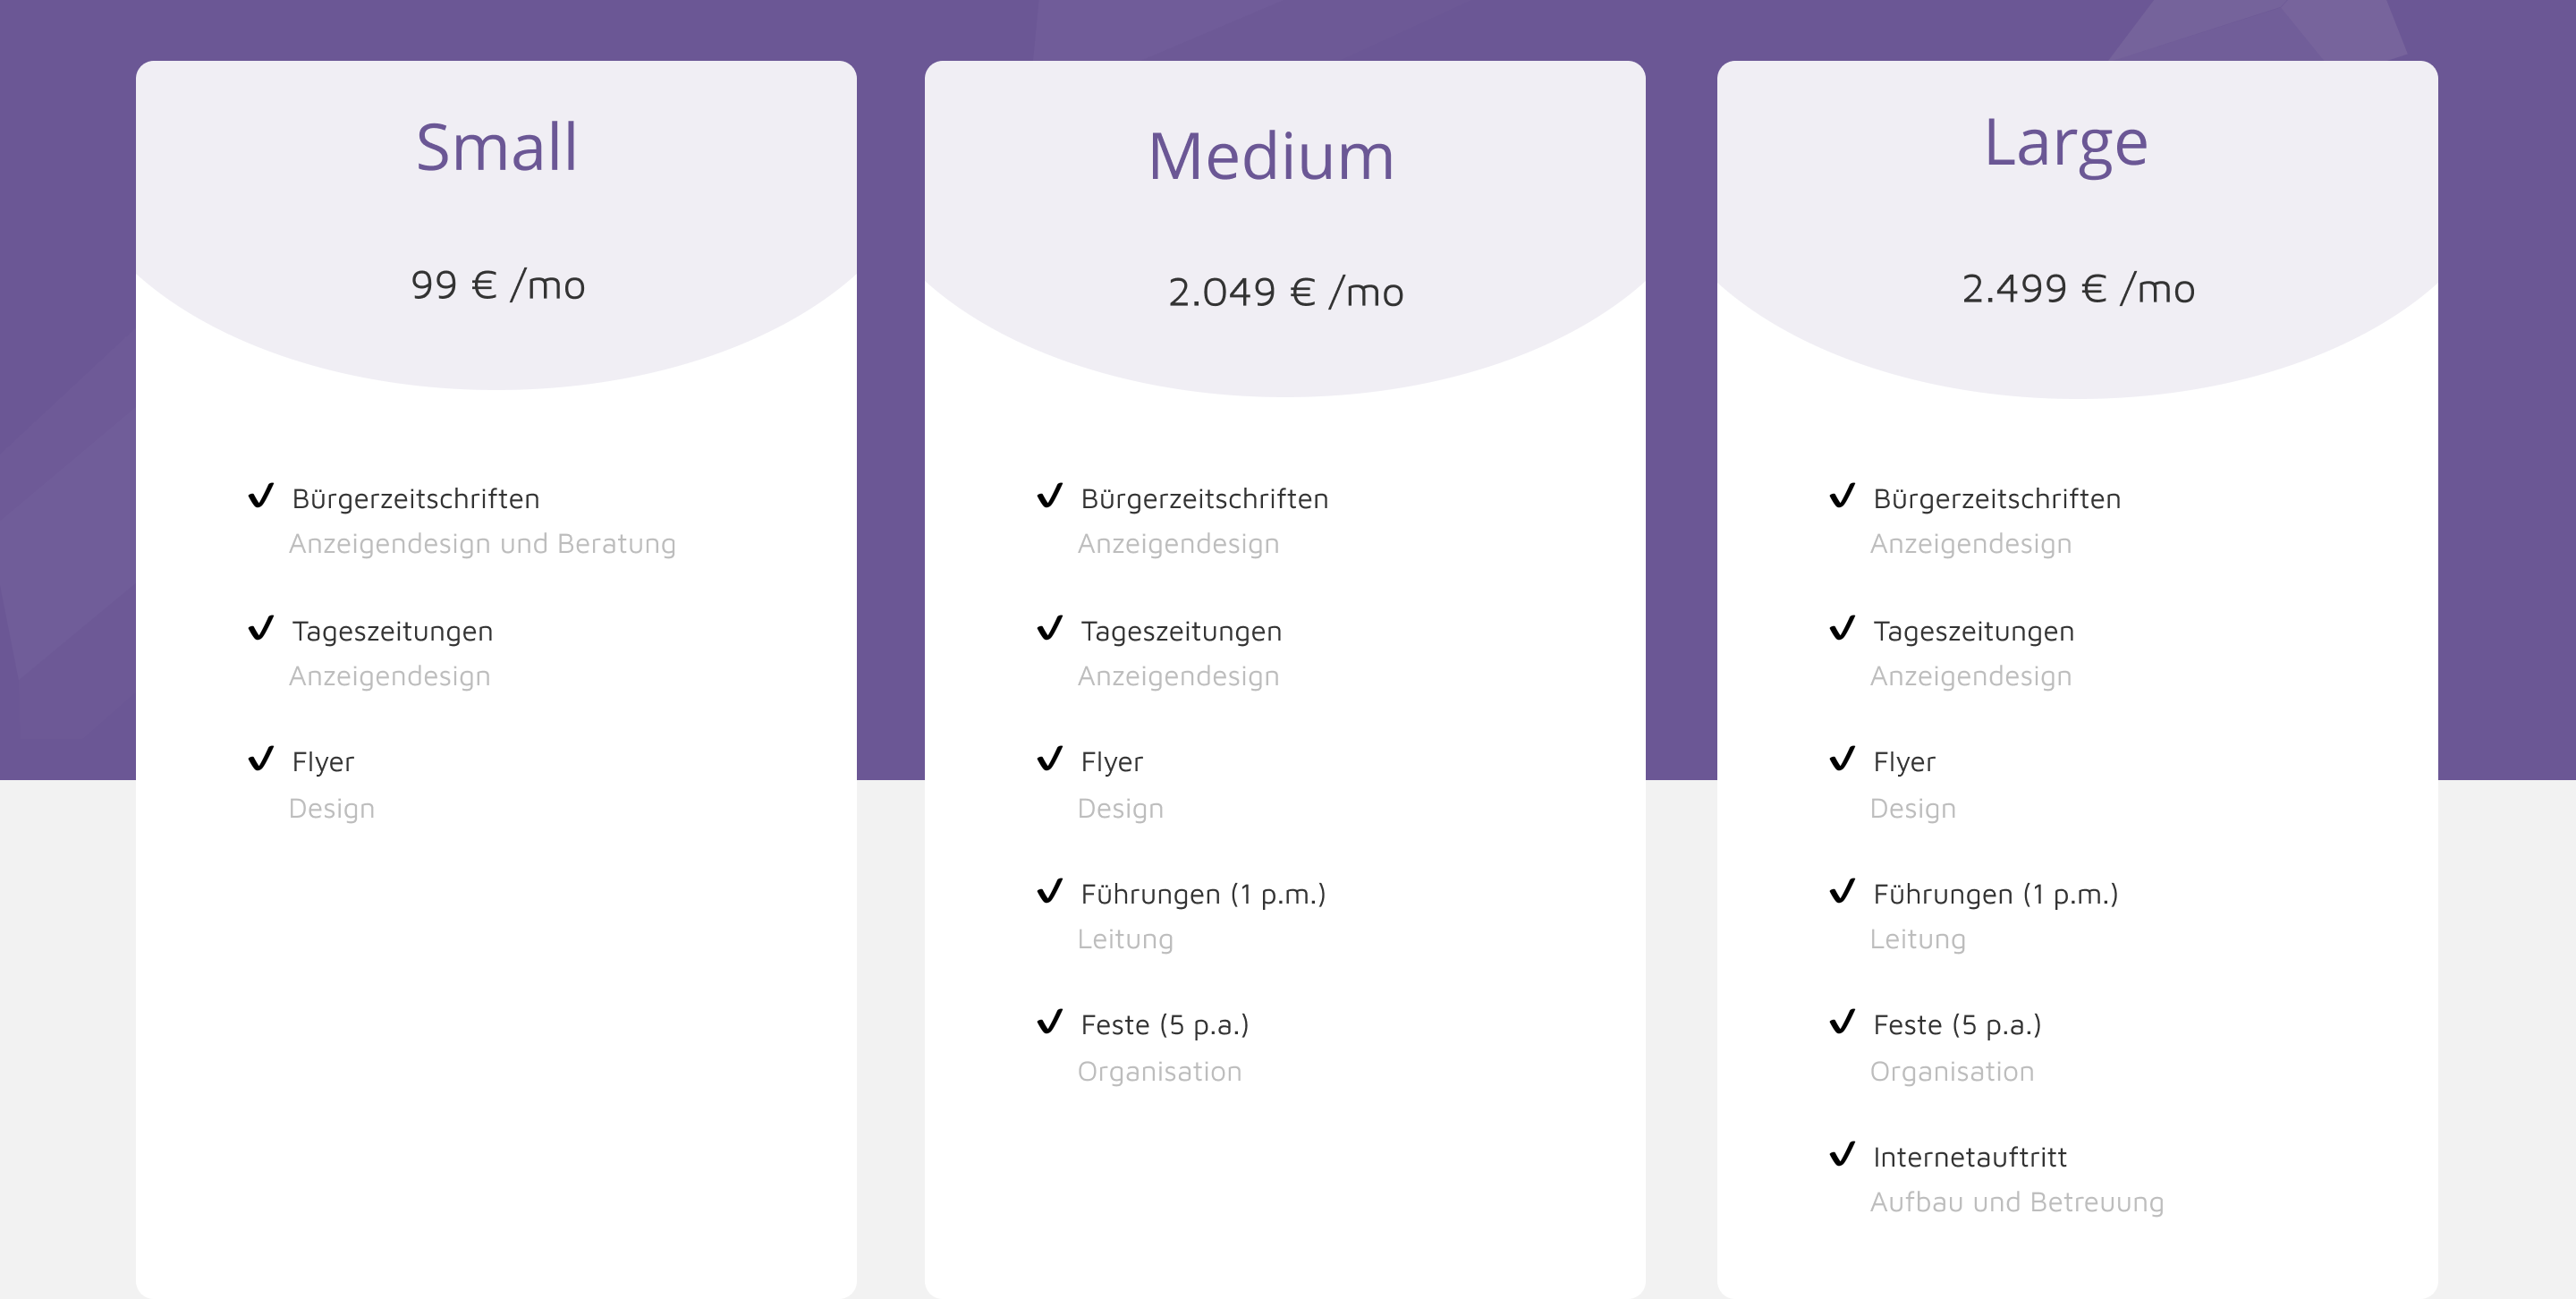 Small
99 € /mo
Bürgerzeitschriften
Anzeigendesign und Beratung
Tageszeitungen
Anzeigendesign
Flyer
Design
Medium
2.049 € /mo
Bürgerzeitschriften
Anzeigendesign
Tageszeitungen
Anzeigendesign
Flyer
Design
Führungen (1 p.m.)
Leitung
Feste (5 p.a.)
Organisation
Large
2.499 € /mo
Bürgerzeitschriften
Anzeigendesign
Tageszeitungen
Anzeigendesign
Flyer
Design
Führungen (1 p.m.)
Leitung
Feste (5 p.a.)
Organisation
Internetauftritt
Aufbau und Betreuung